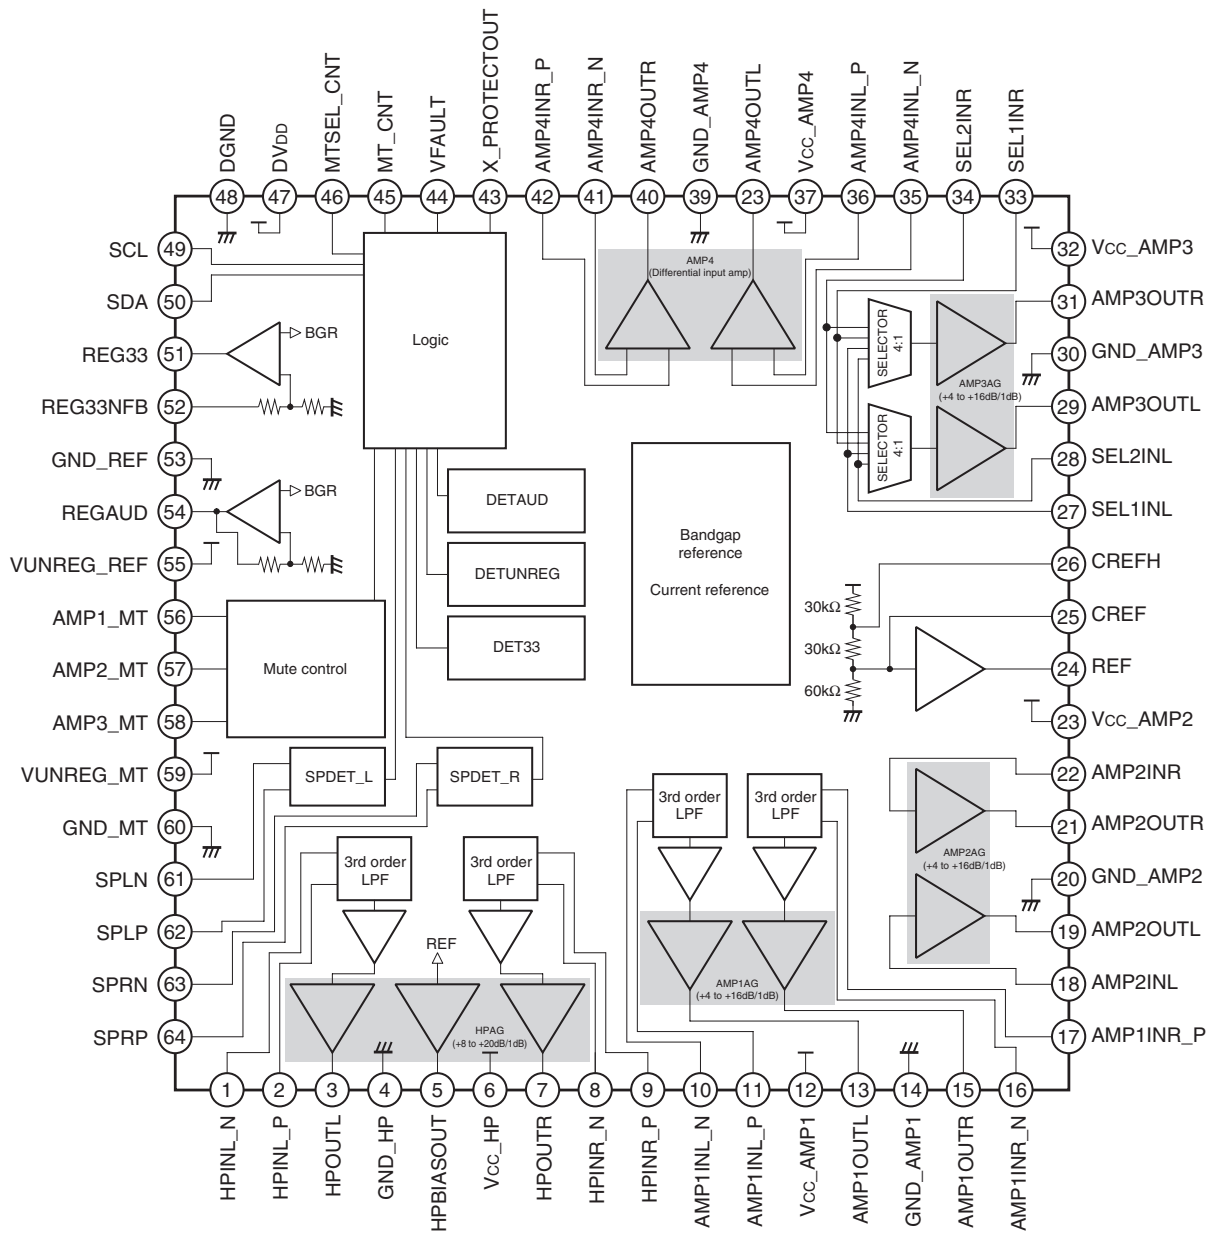 DGND
DVDD
MTSEL_CNT
MT_CNT
VFAULT
X_PROTECTOUT
AMP4INR_P
AMP4INR_N
AMP4OUTR
GND_AMP4
AMP4OUTL
VCC_AMP4
AMP4INL_P
AMP4INL_N
SEL2INR
SEL1INR
48
47
46
45
44
43
42
41
40
39
23
37
36
35
34
33
SCL 49
SDA 50
REG33 51
REG33NFB 52
GND_REF 53
REGAUD 54
VUNREG_REF 55
AMP1_MT 56
AMP2_MT 57
AMP3_MT 58
VUNREG_MT 59
GND_MT 60
SPLN 61
SPLP 62
SPRN 63
SPRP 64
32 VCC_AMP3
31 AMP3OUTR
30 GND_AMP3
29 AMP3OUTL
28 SEL2INL
27 SEL1INL
26 CREFH
25 CREF
24 REF
23 VCC_AMP2
22 AMP2INR
21 AMP2OUTR
20 GND_AMP2
19 AMP2OUTL
18 AMP2INL
17 AMP1INR_P
Logic
BGR
BGR
AMP4
(Differential input amp)
SELECTOR
4:1
SELECTOR
4:1
AMP3AG
(+4 to +16dB/1dB)
DETAUD
DETUNREG
DET33
Bandgap
reference
Current reference
30kΩ
30kΩ
60kΩ
Mute control
SPDET_L
SPDET_R
3rd order
LPF
3rd order
LPF
3rd order
LPF
3rd order
LPF
REF
AMP2AG
(+4 to +16dB/1dB)
AMP1AG
(+4 to +16dB/1dB)
HPAG
(+8 to +20dB/1dB)
1
2
3
4
5
6
7
8
9
10
11
12
13
14
15
16
HPINL_N
HPINL_P
HPOUTL
GND_HP
HPBIASOUT
VCC_HP
HPOUTR
HPINR_N
HPINR_P
AMP1INL_N
AMP1INL_P
VCC_AMP1
AMP1OUTL
GND_AMP1
AMP1OUTR
AMP1INR_N